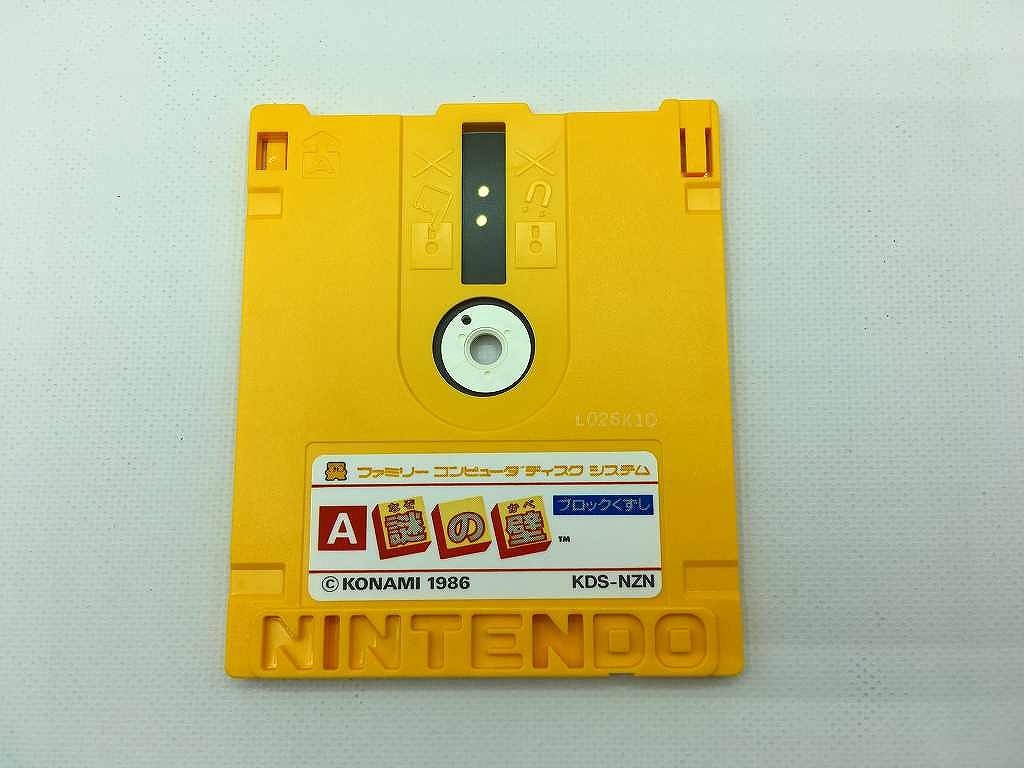 L02SK10
ファミリー コンピュータ ディスク システム
A
なぞ かべ
謎の壁
ブロックくずし
TM
© KONAMI 1986 KDS-NZN
NINTENDO